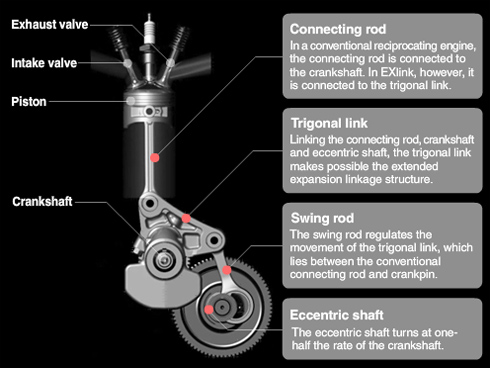 Exhaust valve
Intake valve
Piston
Crankshaft
Connecting rod
In a conventional reciprocating engine,
the connecting rod is connected to
the crankshaft. In EXlink, however, it
is connected to the trigonal link.
Trigonal link
Linking the connecting rod, crankshaft
and eccentric shaft, the trigonal link
makes possible the extended
expansion linkage structure.
Swing rod
The swing rod regulates the
movement of the trigonal link, which
lies between the conventional
connecting rod and crankpin.
Eccentric shaft
The eccentric shaft turns at one-
half the rate of the crankshaft.